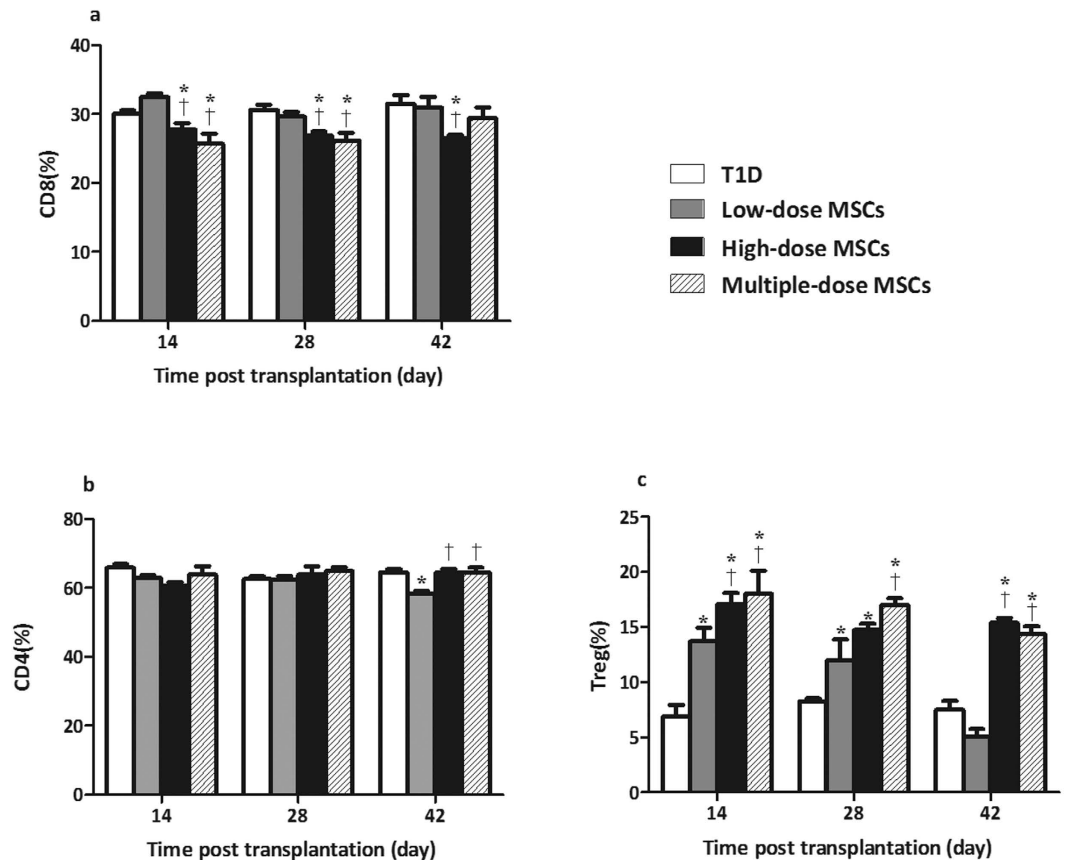 a
40
30
20
10
0
CD8(%)
* † * † * † * † * †
14 28 42
Time post transplantation (day)
T1D
Low-dose MSCs
High-dose MSCs
Multiple-dose MSCs
b
80
60
40
20
0
CD4(%)
* † †
14 28 42
Time post transplantation (day)
c
25
20
15
10
5
0
Treg(%)
* * † * † * * * † * † * †
14 28 42
Time post transplantation (day)